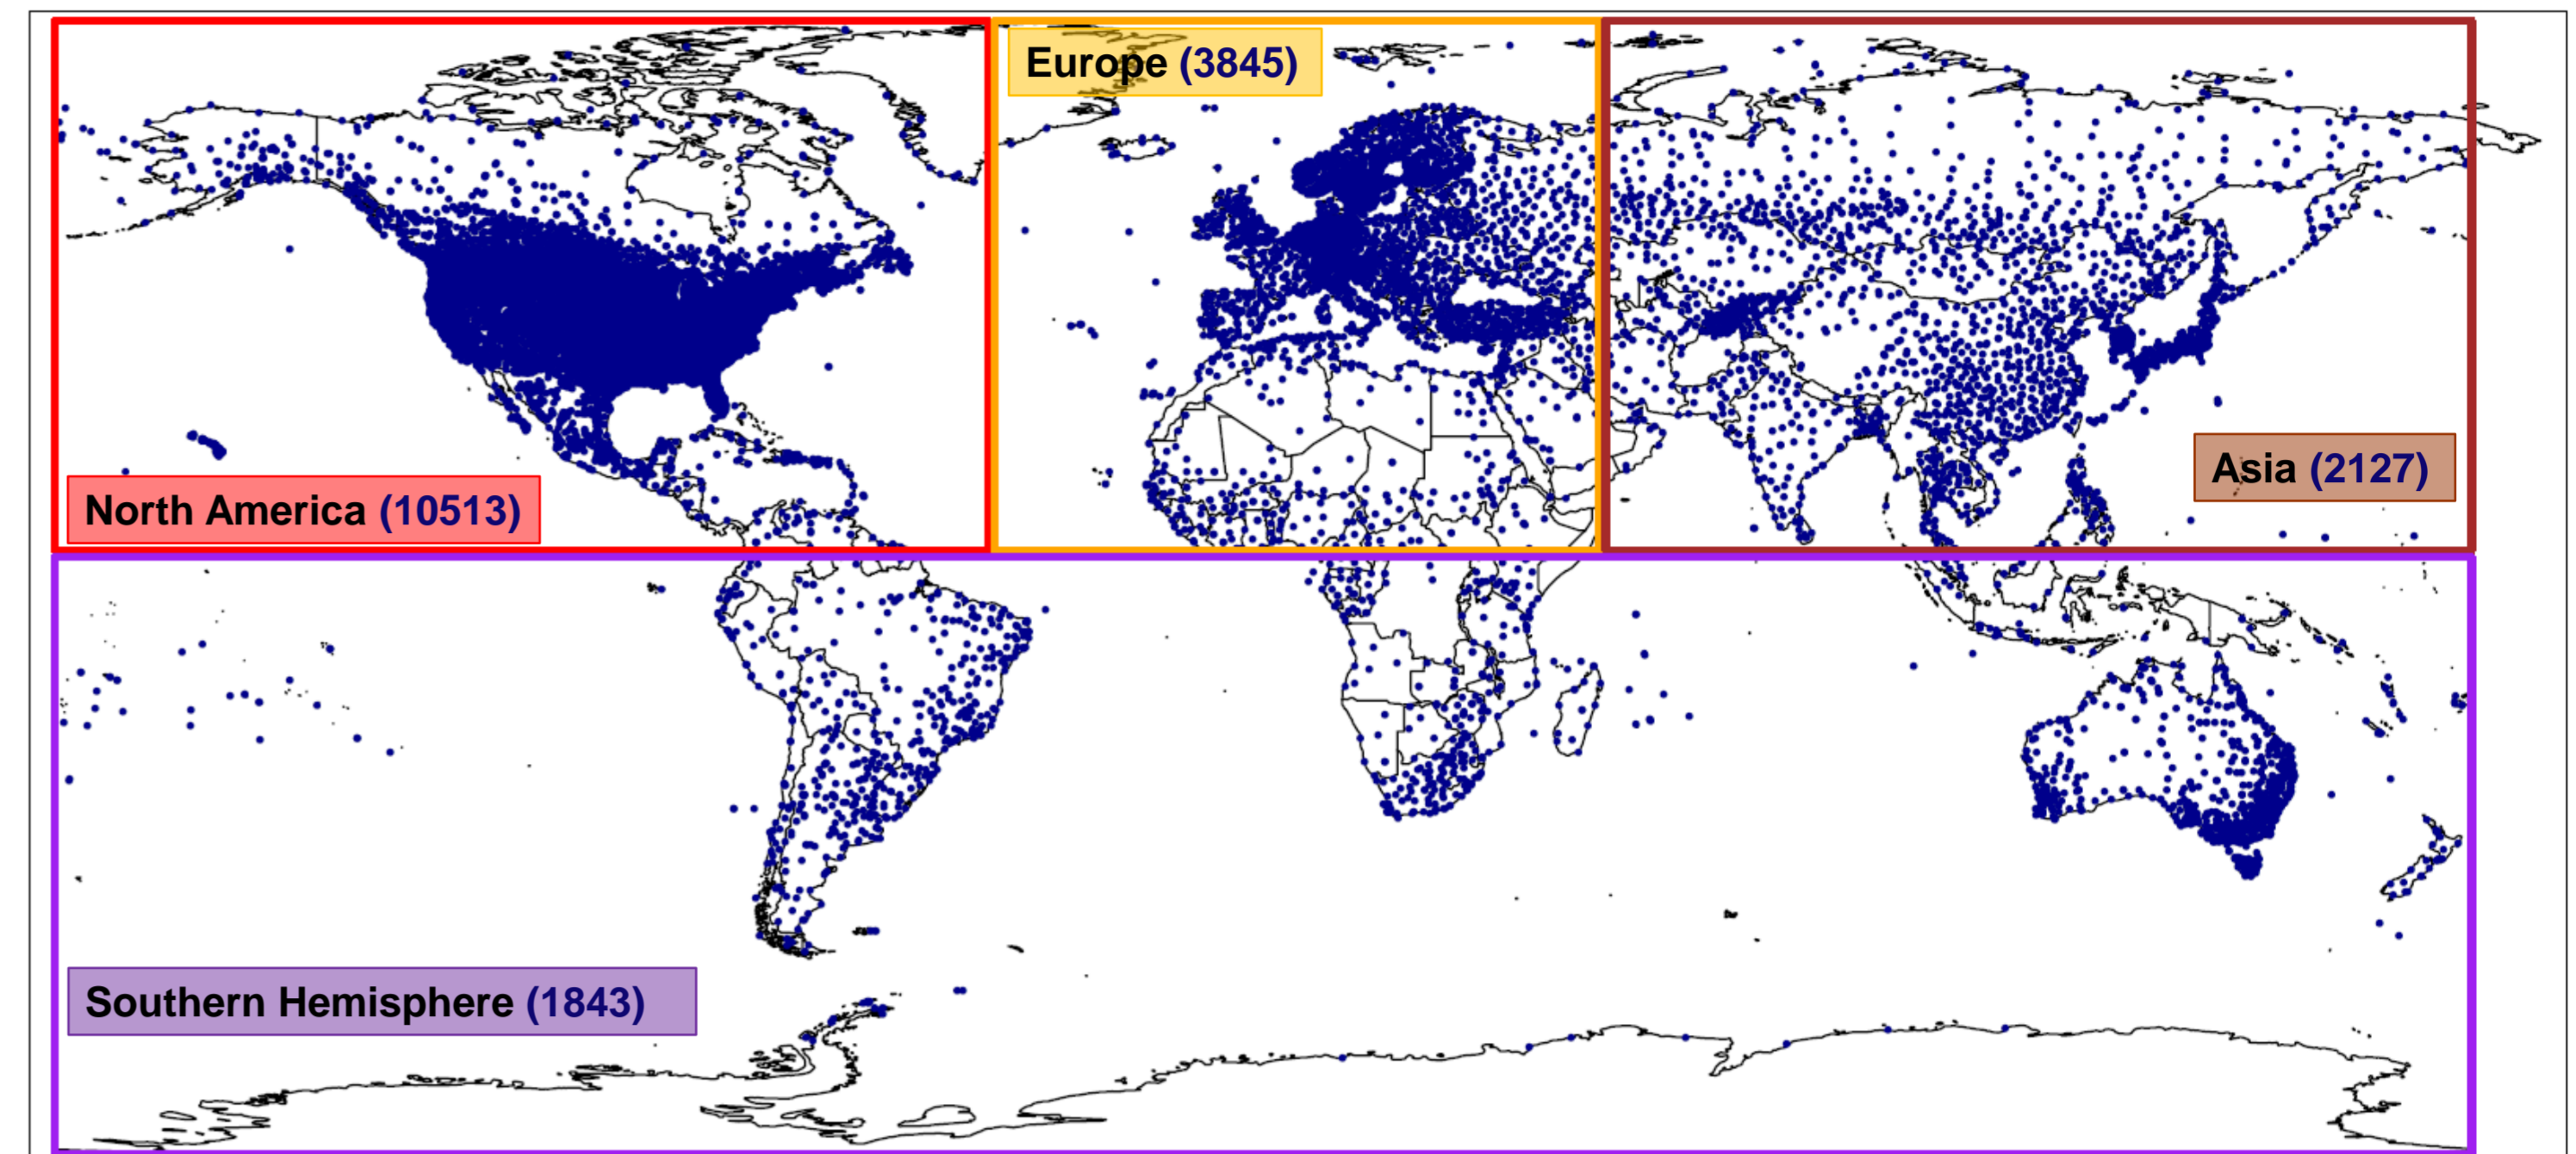 Europe (3845)
Asia (2127)
North America (10513)
Southern Hemisphere (1843)